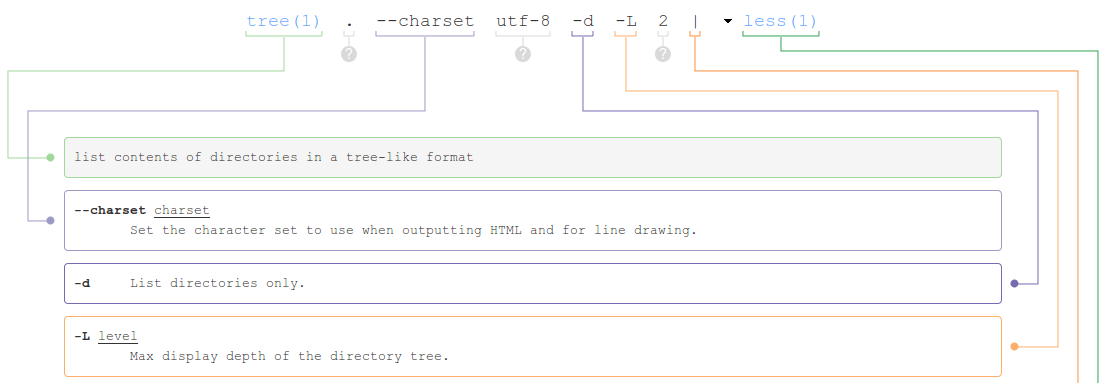 tree(1) . --charset utf-8 -d -L 2 | less(1)
? ? ?
list contents of directories in a tree-like format
--charset charset
Set the character set to use when outputting HTML and for line drawing.
-d List directories only.
-L level
Max display depth of the directory tree.